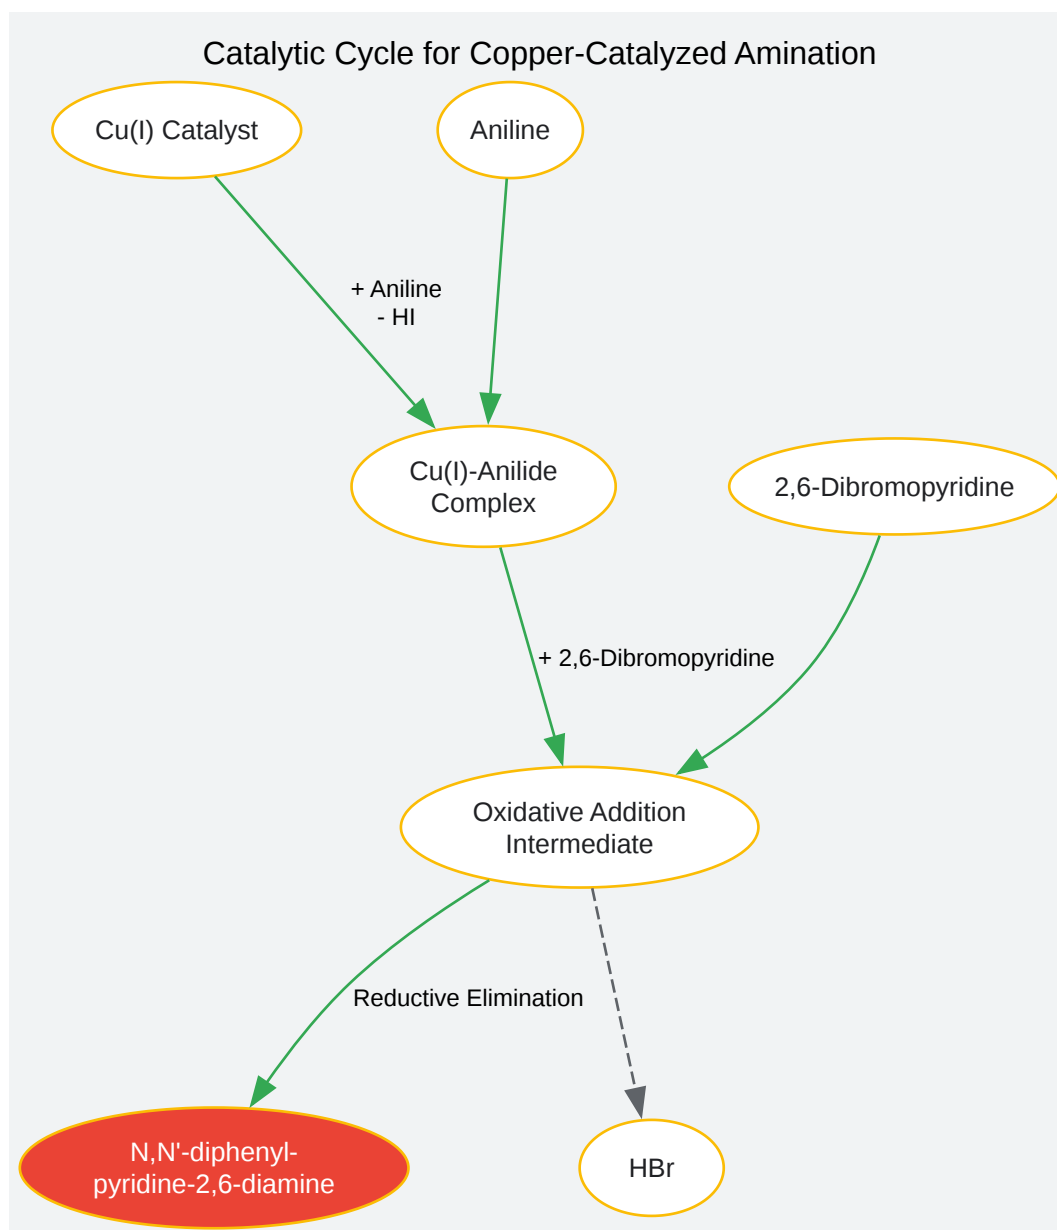 Catalytic Cycle for Copper-Catalyzed Amination
Cu(I) Catalyst
Aniline
+ Aniline
- HI
Cu(I)-Anilide
Complex
2,6-Dibromopyridine
+ 2,6-Dibromopyridine
Oxidative Addition
Intermediate
Reductive Elimination
N,N'-diphenyl-
pyridine-2,6-diamine
HBr